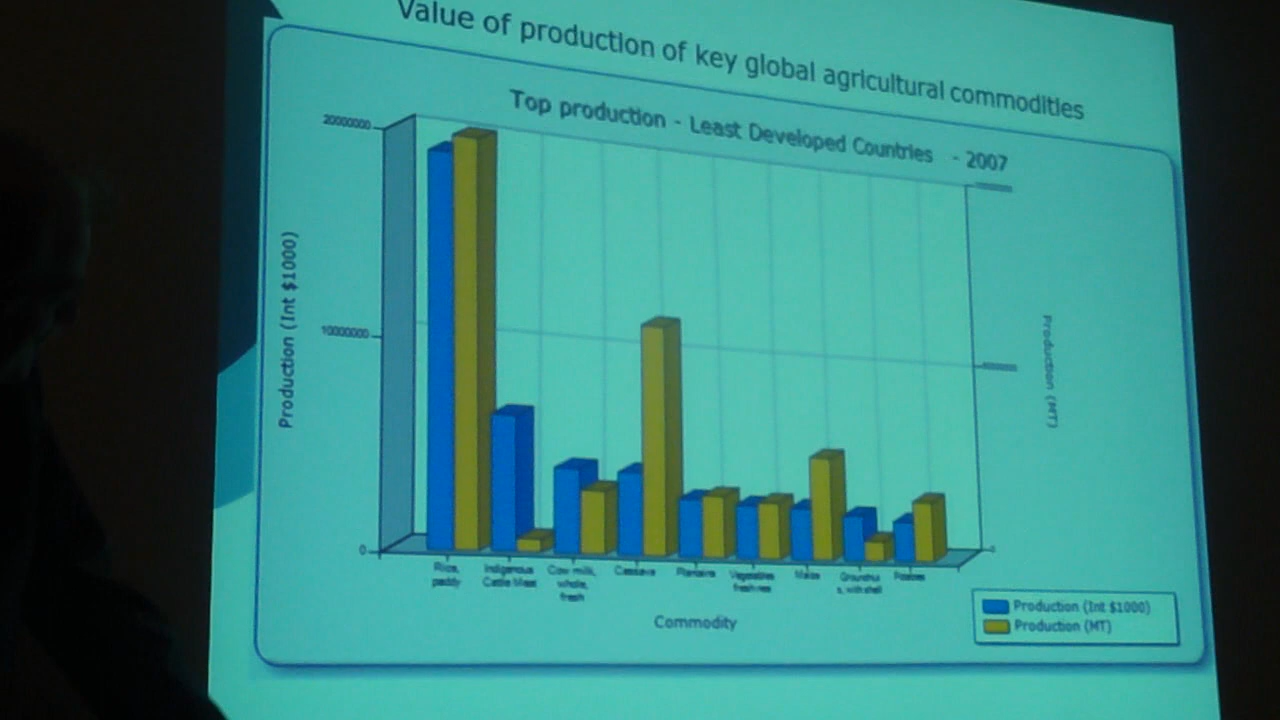 Value of production of key global agricultural commodities
Top production - Least Developed Countries - 2007
20000000
10000000
0
Production (Int $1000)
Production (MT)
0
Rice,
paddy
Indigenous
Cattle Meat
Cow milk,
whole,
fresh
Cassava
Plantains
Vegetables
fresh nes
Maize
Groundnut
s, with shell
Potatoes
Commodity
Production (Int $1000)
Production (MT)